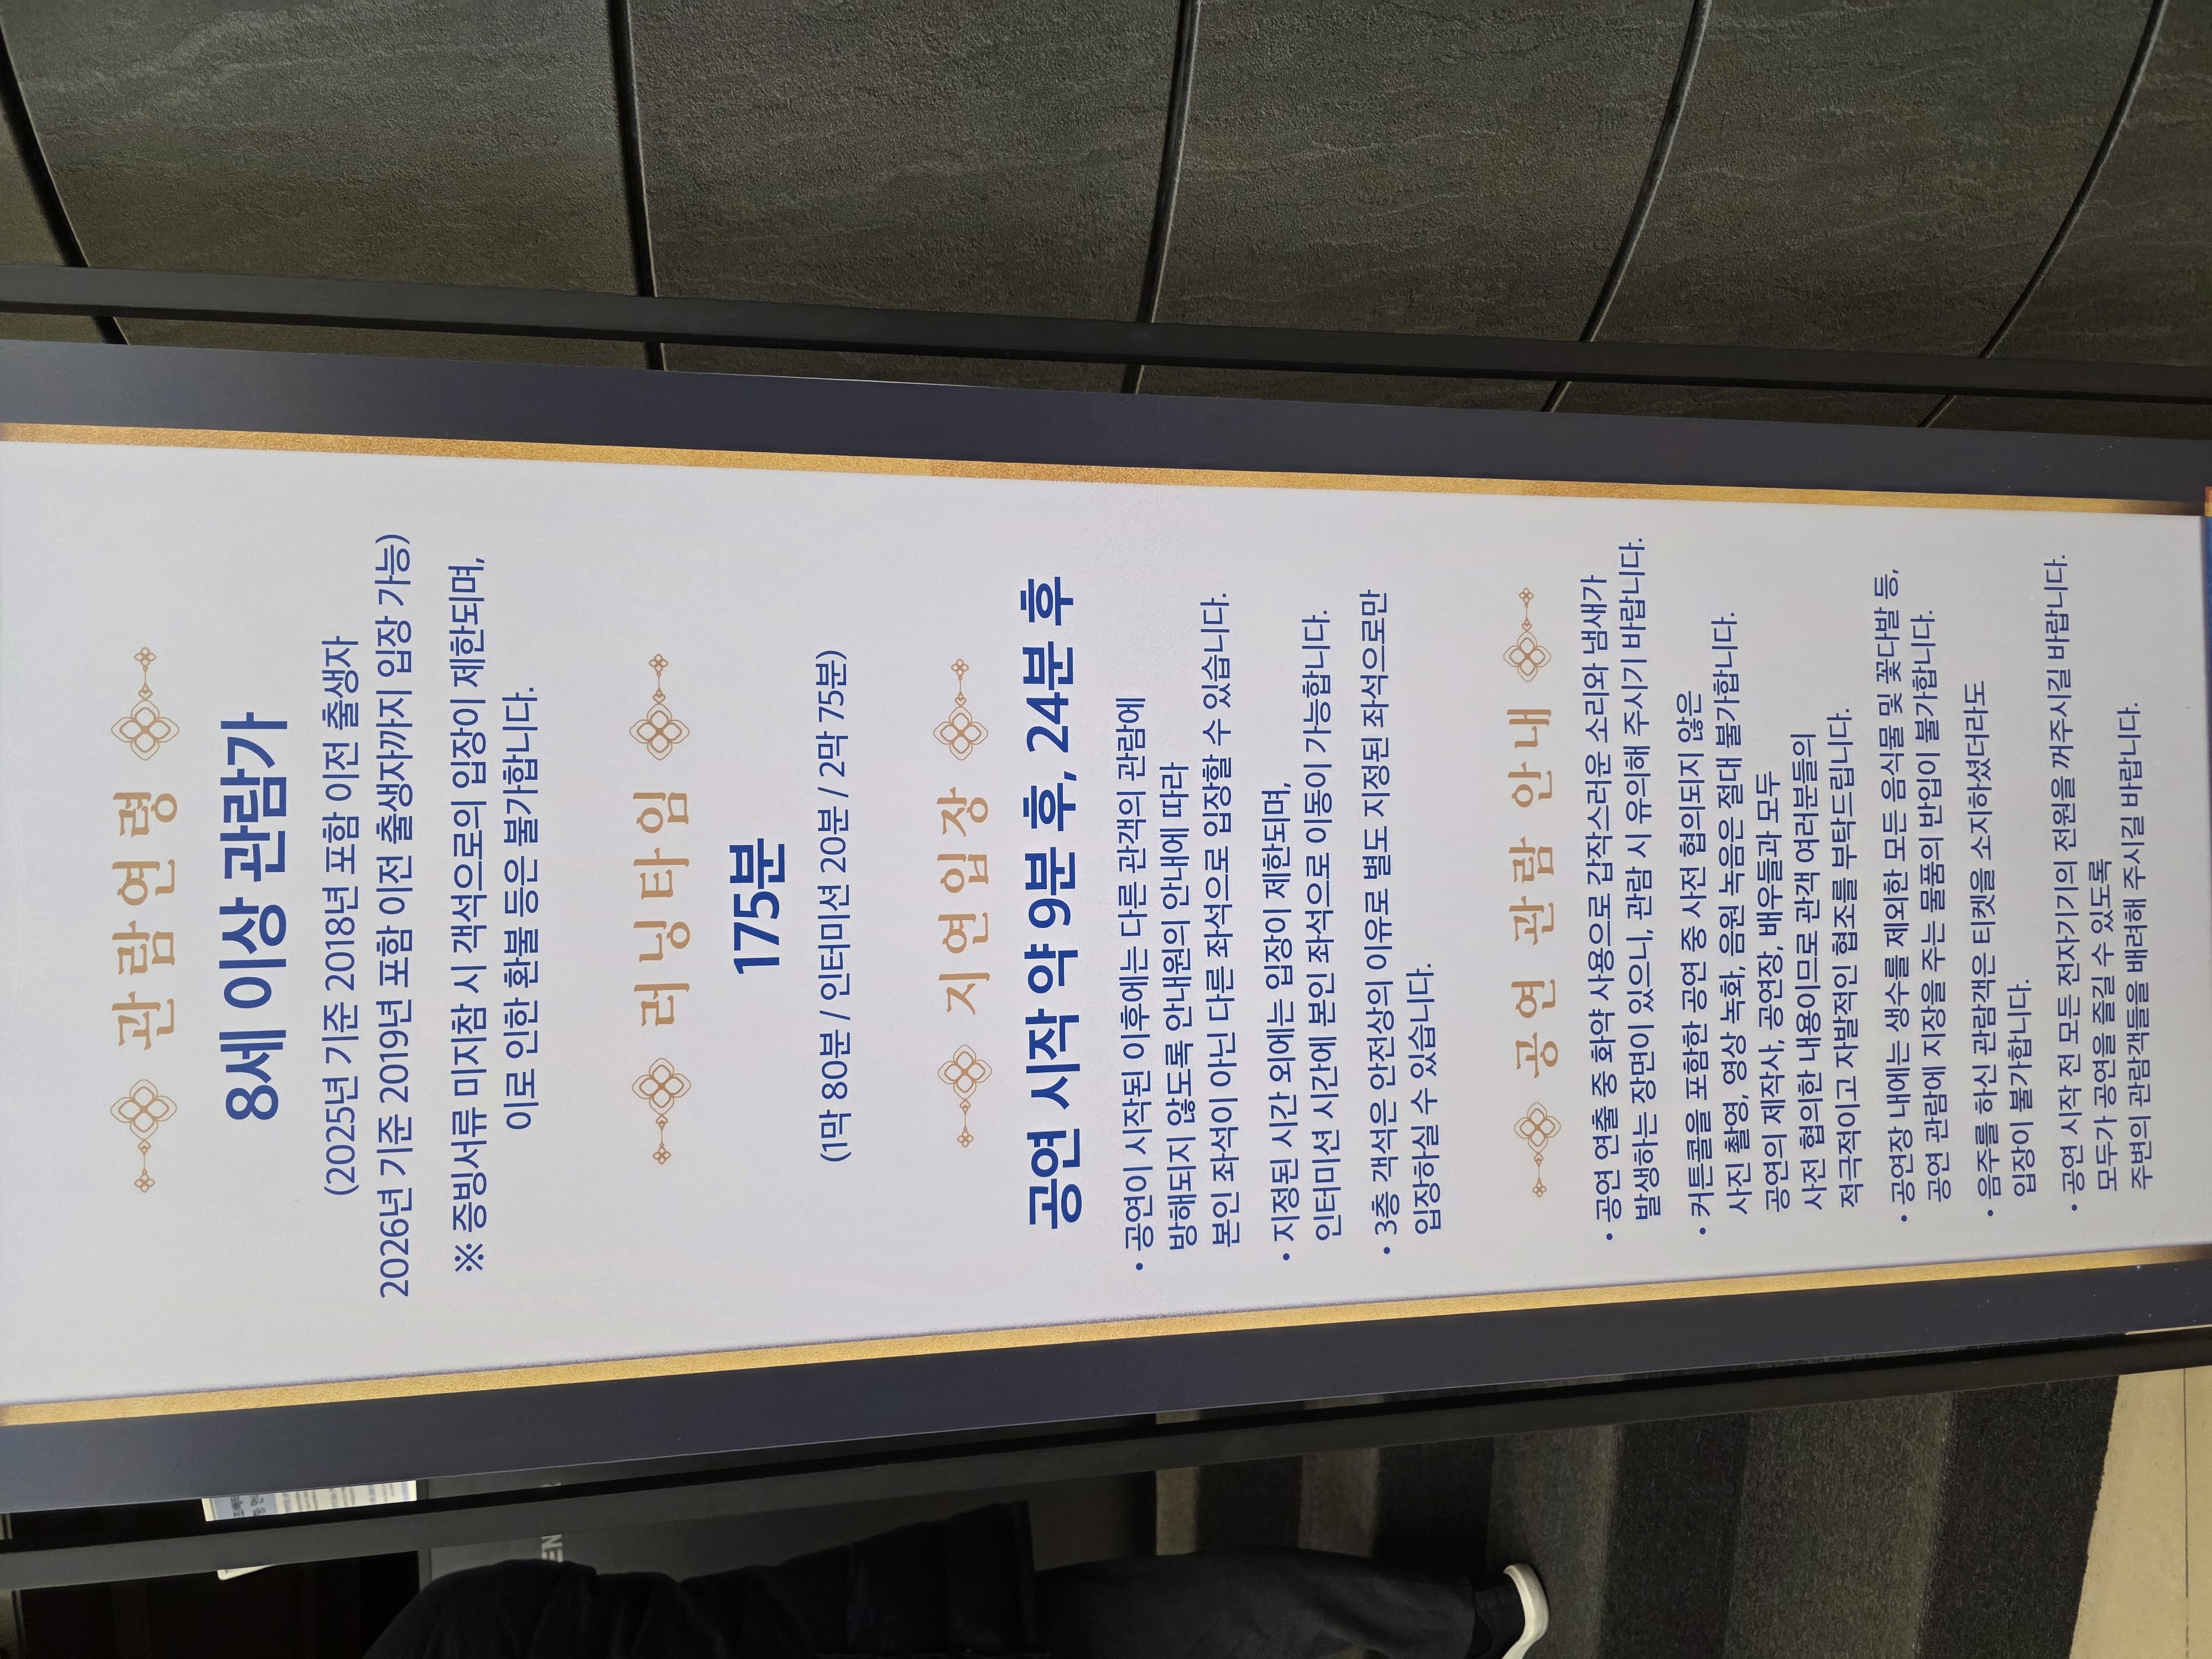 관람연령
8세 이상 관람가
(2025년 기준 2018년 포함 이전 출생자
2026년 기준 2019년 포함 이전 출생자까지 입장 가능)
※ 증빙서류 미지참 시 객석으로의 입장이 제한되며,
이로 인한 환불 등은 불가합니다.
러닝타임
175분
(1막 80분 / 인터미션 20분 / 2막 75분)
지연입장
공연 시작 약 9분 후, 24분 후
• 공연이 시작된 이후에는 다른 관객의 관람에
방해되지 않도록 안내원의 안내에 따라
본인 좌석이 아닌 다른 좌석으로 입장할 수 있습니다.
• 지정된 시간 외에는 입장이 제한되며,
인터미션 시간에 본인 좌석으로 이동이 가능합니다.
• 3층 객석은 안전상의 이유로 별도 지정된 좌석으로만
입장하실 수 있습니다.
공연 관람 안내
• 공연 연출 중 화약 사용으로 갑작스러운 소리와 냄새가
발생하는 장면이 있으니, 관람 시 유의해 주시기 바랍니다.
• 커튼콜을 포함한 공연 중 사전 협의되지 않은
사진 촬영, 영상 녹화, 음원 녹음은 절대 불가합니다.
공연의 제작사, 공연장, 배우들과 모두
사전 협의한 내용이므로 관객 여러분들의
적극적이고 자발적인 협조를 부탁드립니다.
• 공연장 내에는 생수를 제외한 모든 음식물 및 꽃다발 등,
공연 관람에 지장을 주는 물품의 반입이 불가합니다.
• 음주를 하신 관람객은 티켓을 소지하셨더라도
입장이 불가합니다.
• 공연 시작 전 모든 전자기기의 전원을 꺼주시길 바랍니다.
모두가 공연을 즐길 수 있도록
주변의 관람객들을 배려해 주시길 바랍니다.